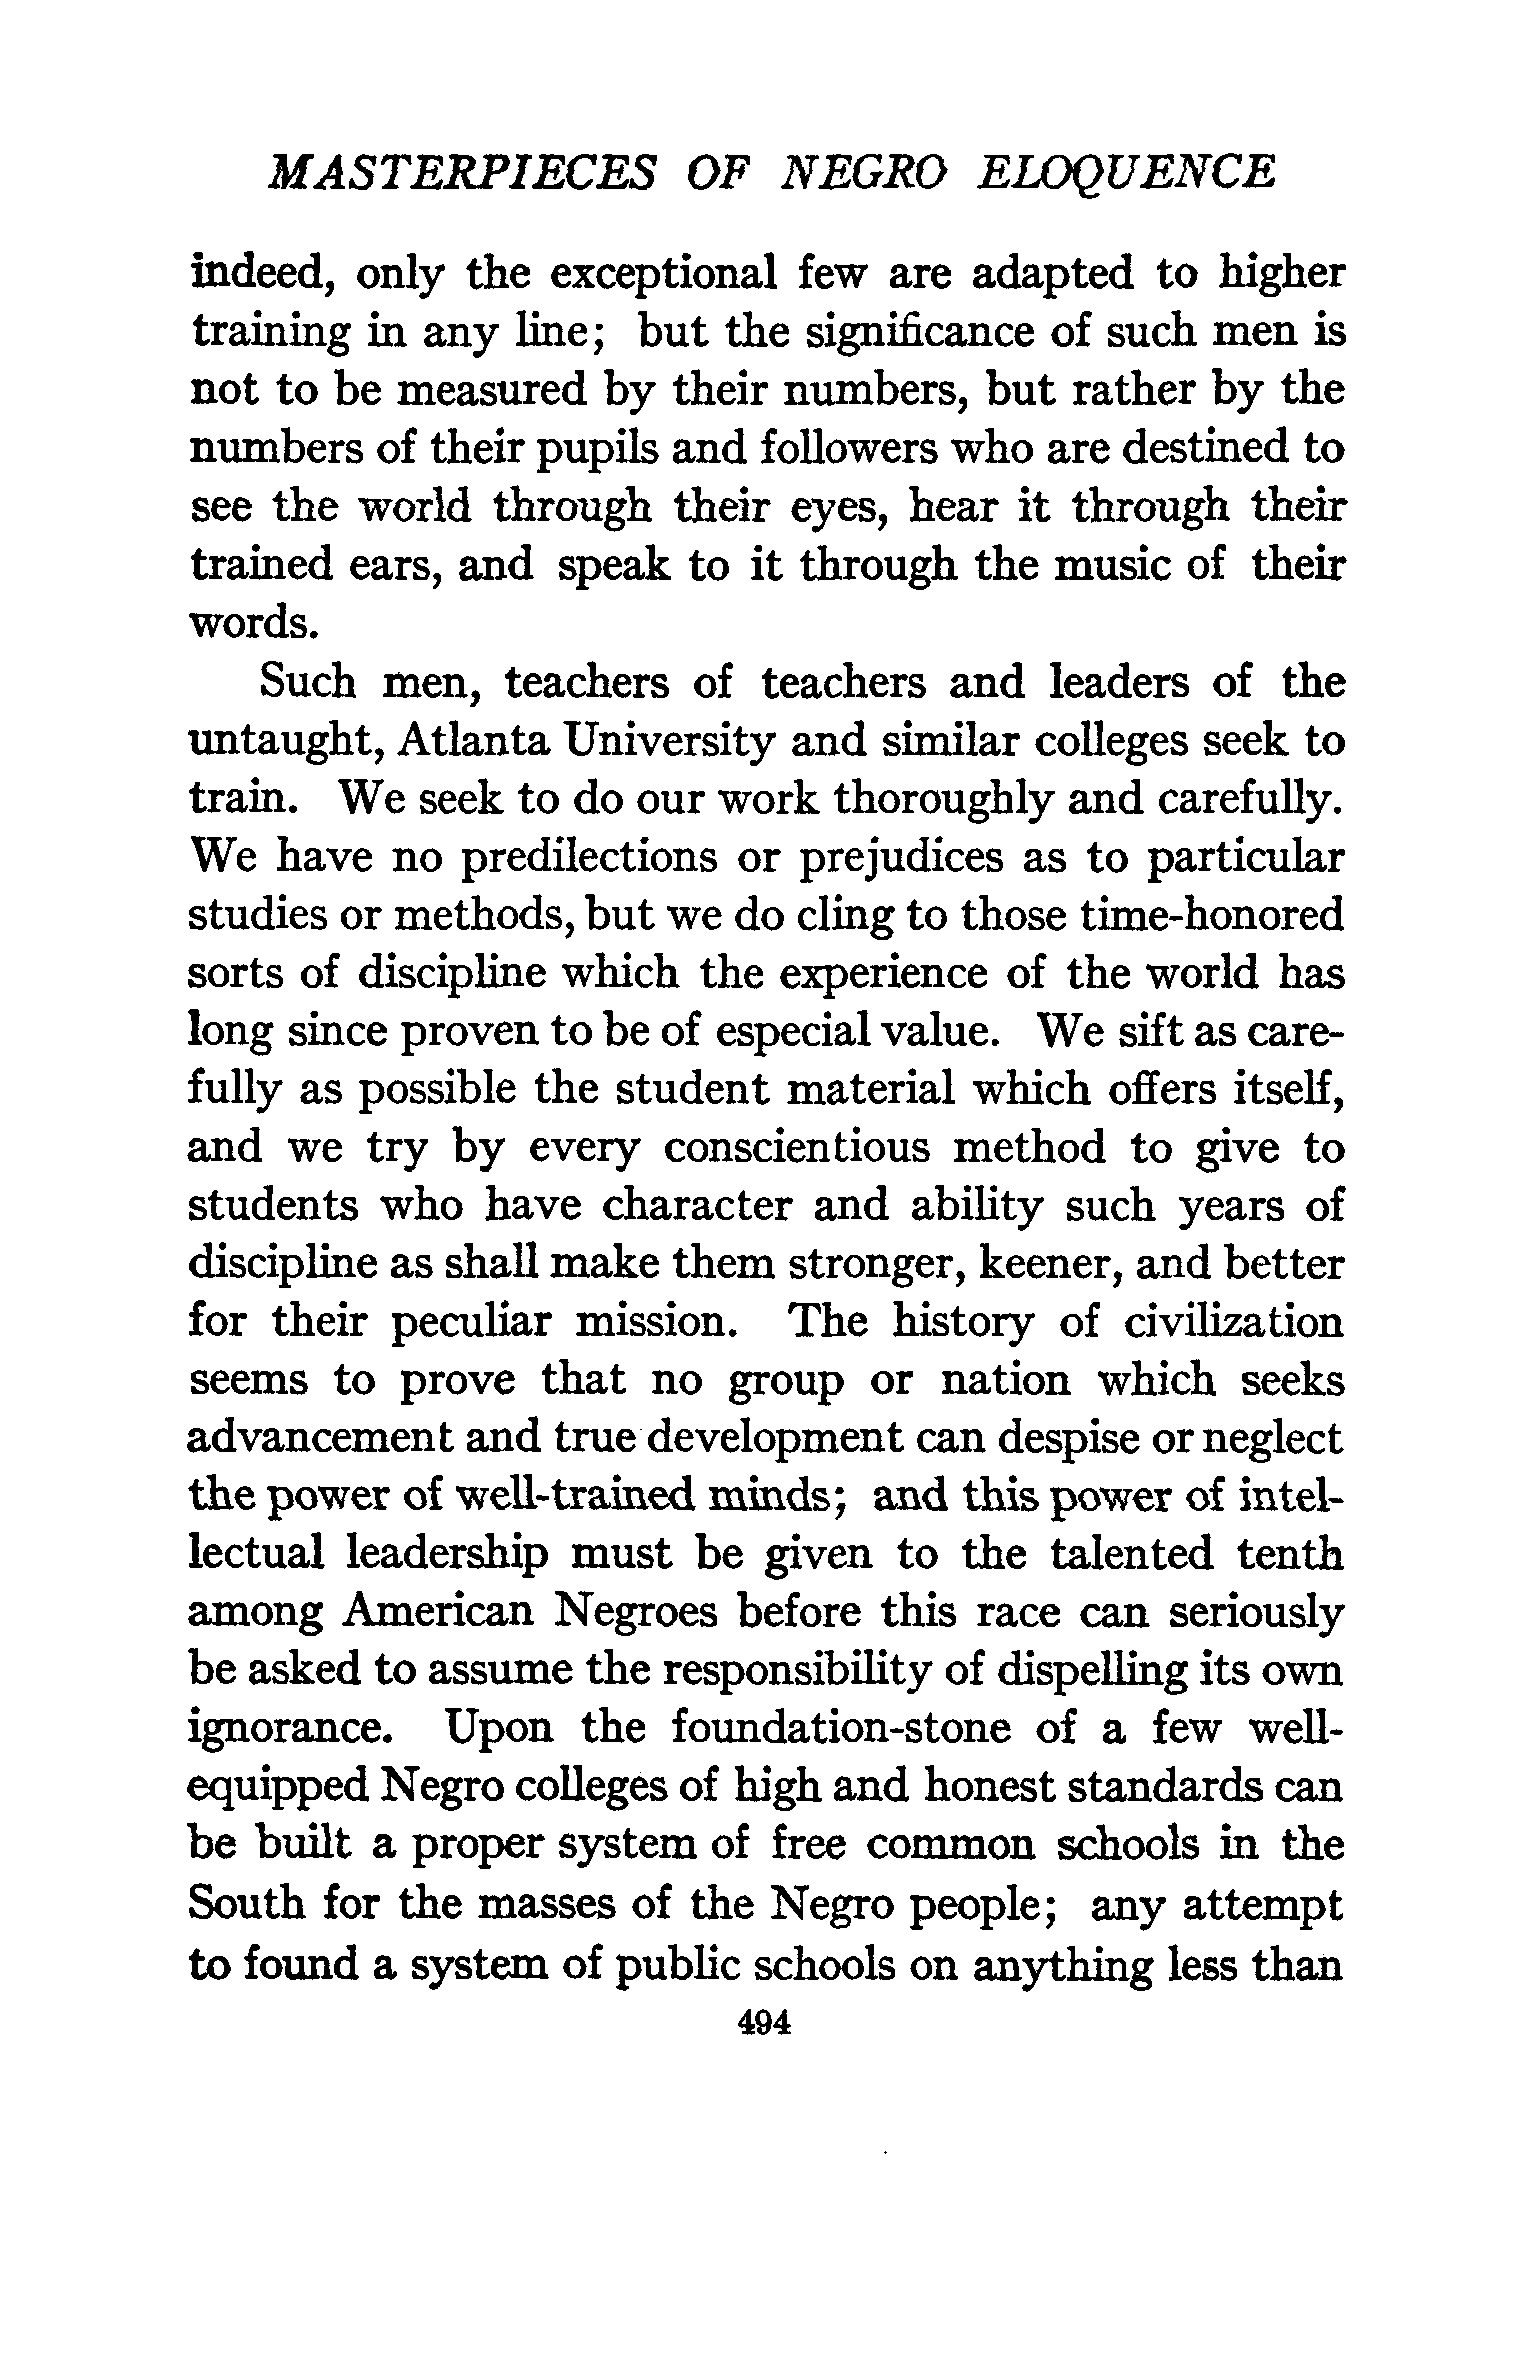 MASTERPIECES OF NEGRO ELOQUENCE
indeed, only the exceptional few are adapted to higher
training in any line; but the significance of such men is
not to be measured by their numbers, but rather by the
numbers of their pupils and followers who are destined to
see the world through their eyes, hear it through their
trained ears, and speak to it through the music of their
words.
Such men, teachers of teachers and leaders of the
untaught, Atlanta University and similar colleges seek to
train. We seek to do our work thoroughly and carefully.
We have no predilections or prejudices as to particular
studies or methods, but we do cling to those time-honored
sorts of discipline which the experience of the world has
long since proven to be of especial value. We sift as care-
fully as possible the student material which offers itself,
and we try by every conscientious method to give to
students who have character and ability such years of
discipline as shall make them stronger, keener, and better
for their peculiar mission. The history of civilization
seems to prove that no group or nation which seeks
advancement and true development can despise or neglect
the power of well-trained minds; and this power of intel-
lectual leadership must be given to the talented tenth
among American Negroes before this race can seriously
be asked to assume the responsibility of dispelling its own
ignorance. Upon the foundation-stone of a few well-
equipped Negro colleges of high and honest standards can
be built a proper system of free common schools in the
South for the masses of the Negro people; any attempt
to found a system of public schools on anything less than
494